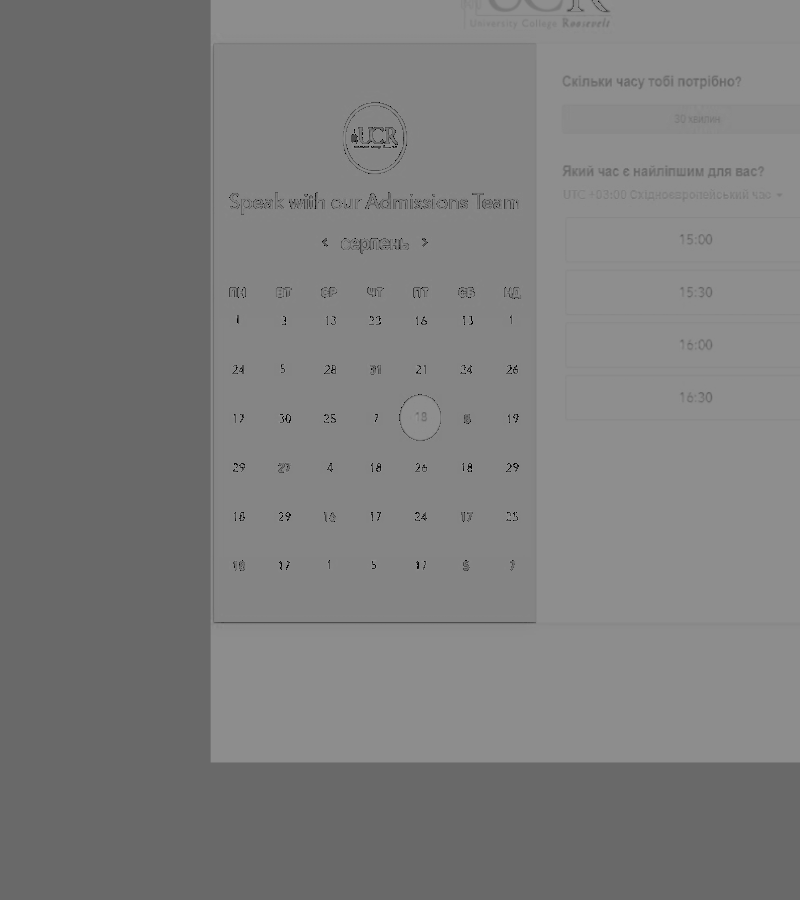 UCR
University College Roosevelt
UCR
Speak with our Admissions Team
серпень
ПН ВТ СР ЧТ ПТ СБ НД
1 3 13 23 16 13 1
24 5 28 31 21 24 26
17 30 25 7 18 6 19
29 27 4 18 26 18 29
18 29 16 17 24 17 25
18 17 1 5 17 5 7
Скільки часу тобі потрібно?
30 хвилин
Який час є найліпшим для вас?
UTC +03:00 Східноєвропейський час
15:00
15:30
16:00
16:30